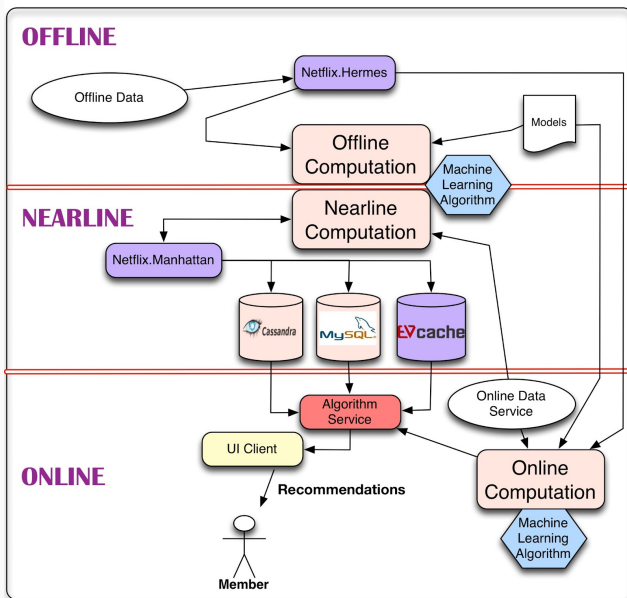 OFFLINE
Netflix.Hermes
Offline Data
Models
Offline
Computation
Machine
Learning
Algorithm
NEARLINE
Nearline
Computation
Netflix.Manhattan
Cassandra
MySQL
EVcache
Online Data
Service
Algorithm
Service
UI Client
ONLINE
Online
Computation
Recommendations
Machine
Learning
Algorithm
Member